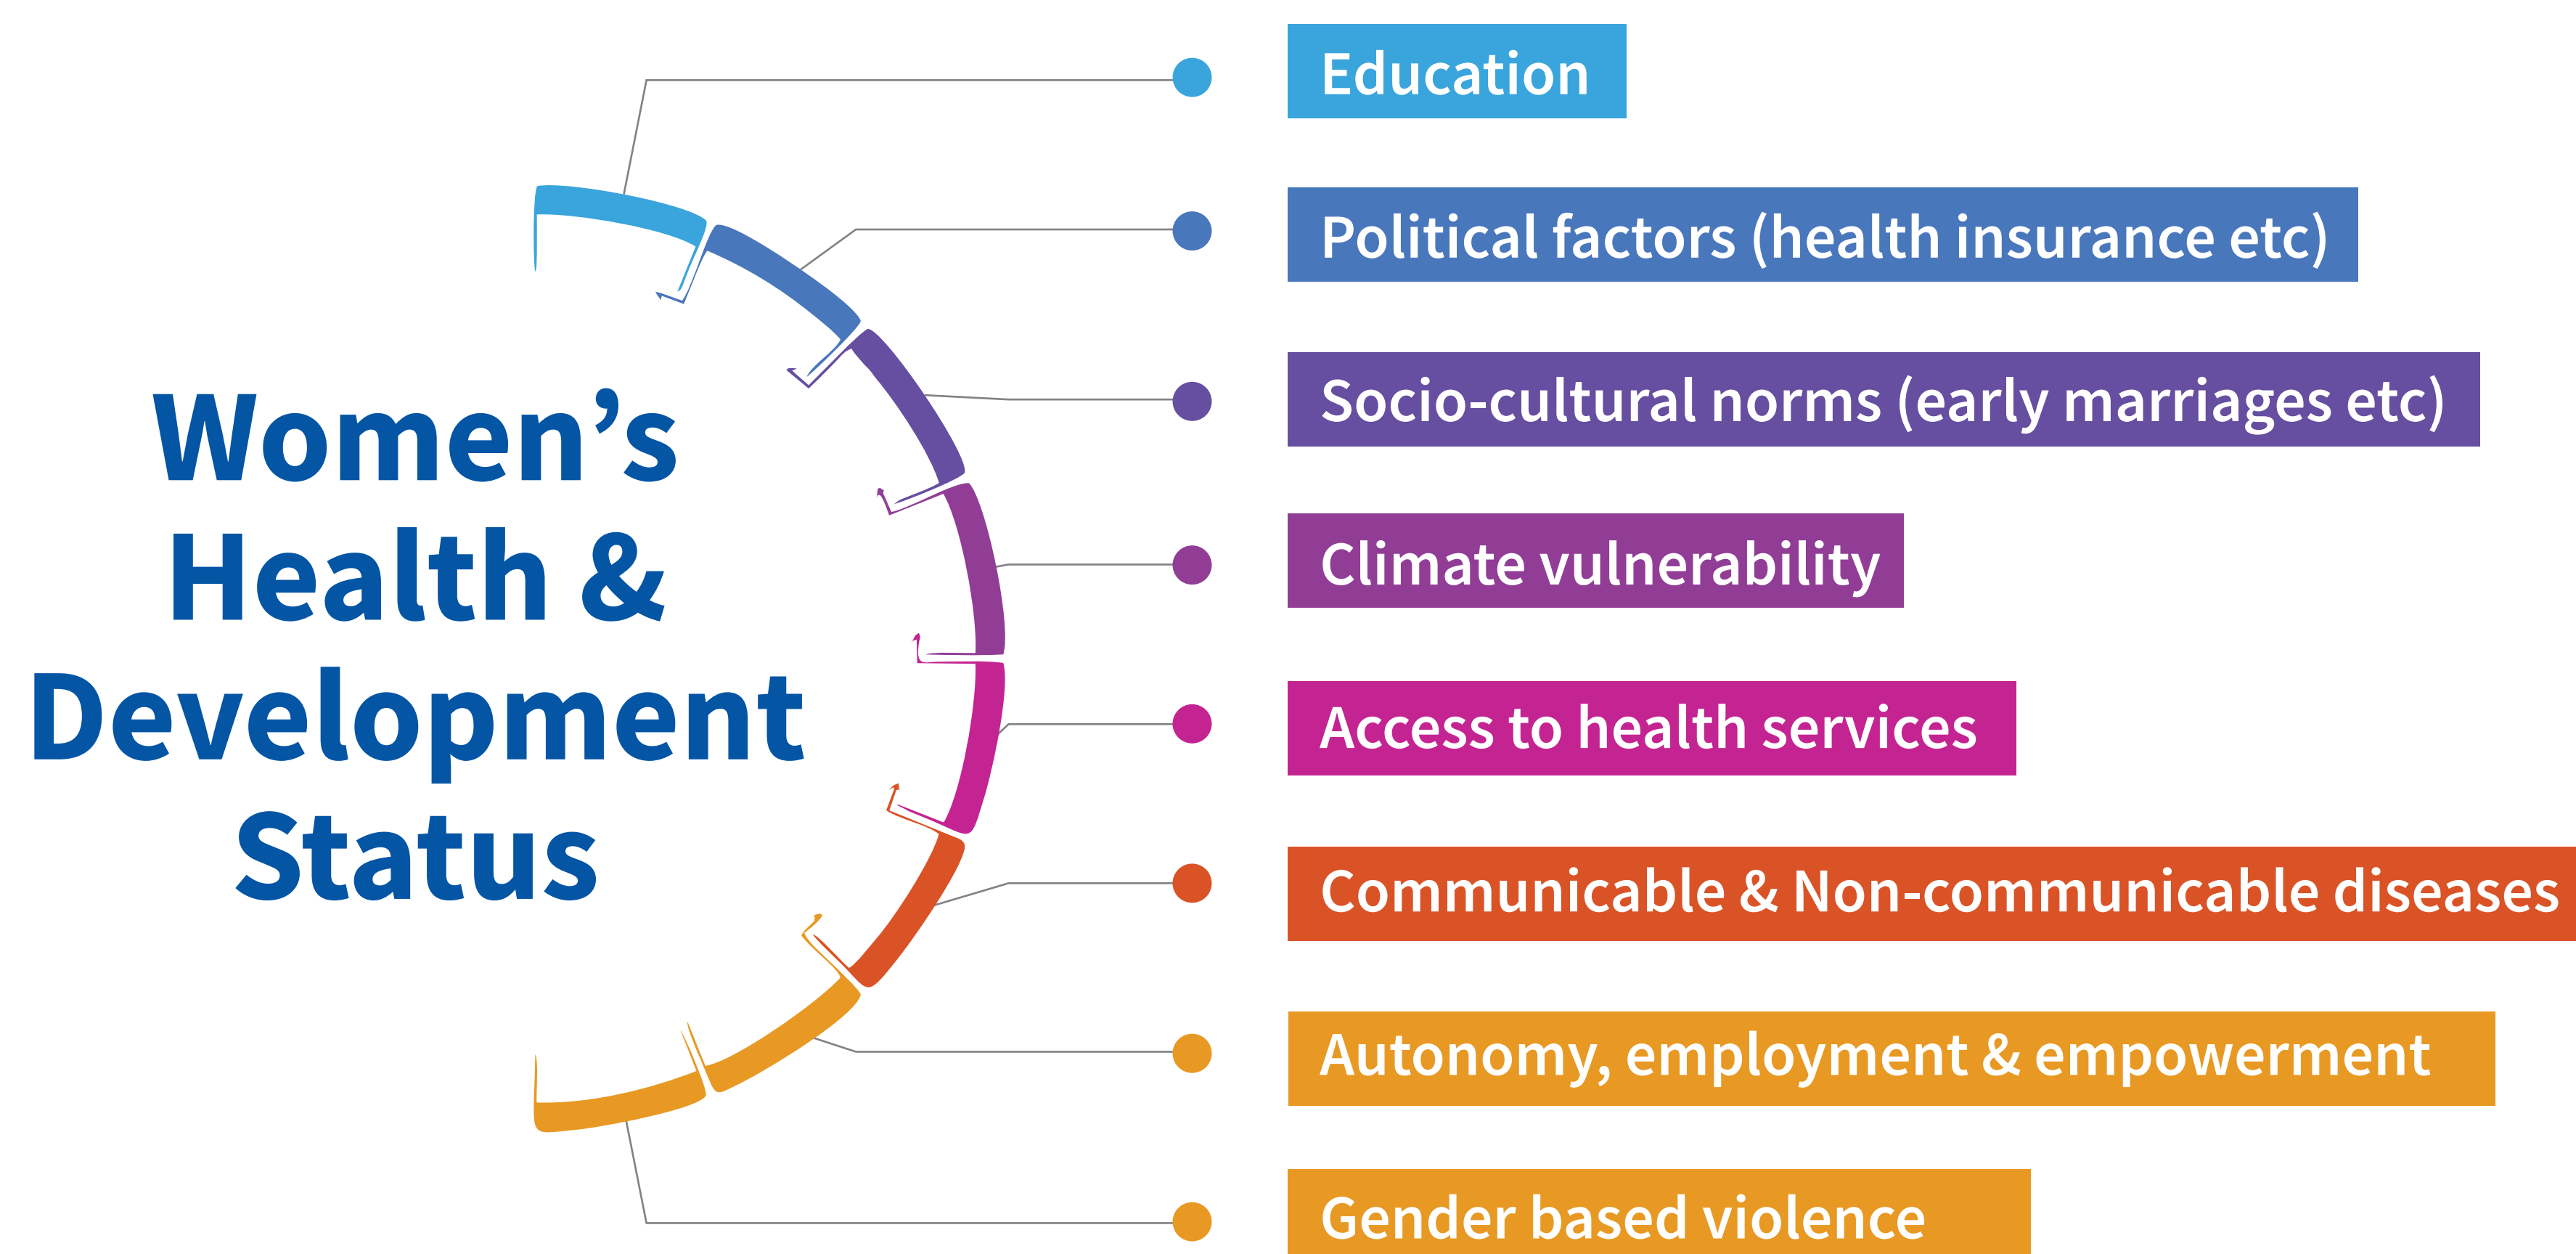 Women’s
Health &
Development
Status
Education
Political factors (health insurance etc)
Socio-cultural norms (early marriages etc)
Climate vulnerability
Access to health services
Communicable & Non-communicable diseases
Autonomy, employment & empowerment
Gender based violence